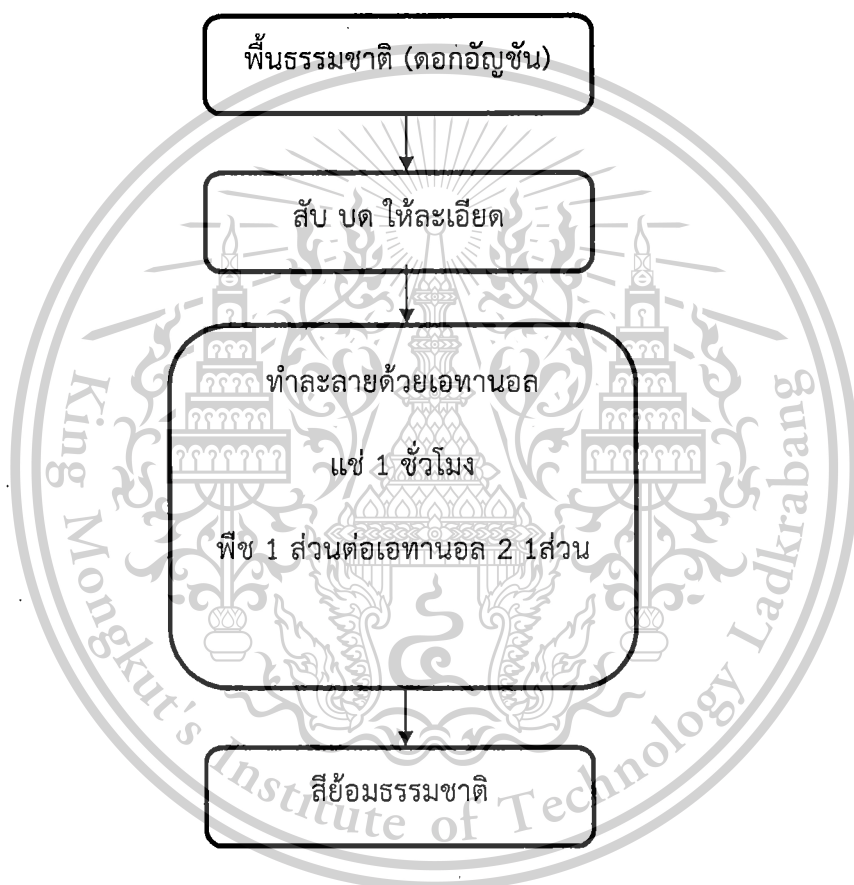 พื้นธรรมชาติ (ดอกอัญชัน)
สับ บด ให้ละเอียด
ทำละลายด้วยเอทานอล
แช่ 1 ชั่วโมง
พืช 1 ส่วนต่อเอทานอล 2 1ส่วน
สีย้อมธรรมชาติ
King Mongkut's Institute of Technology Ladkrabang